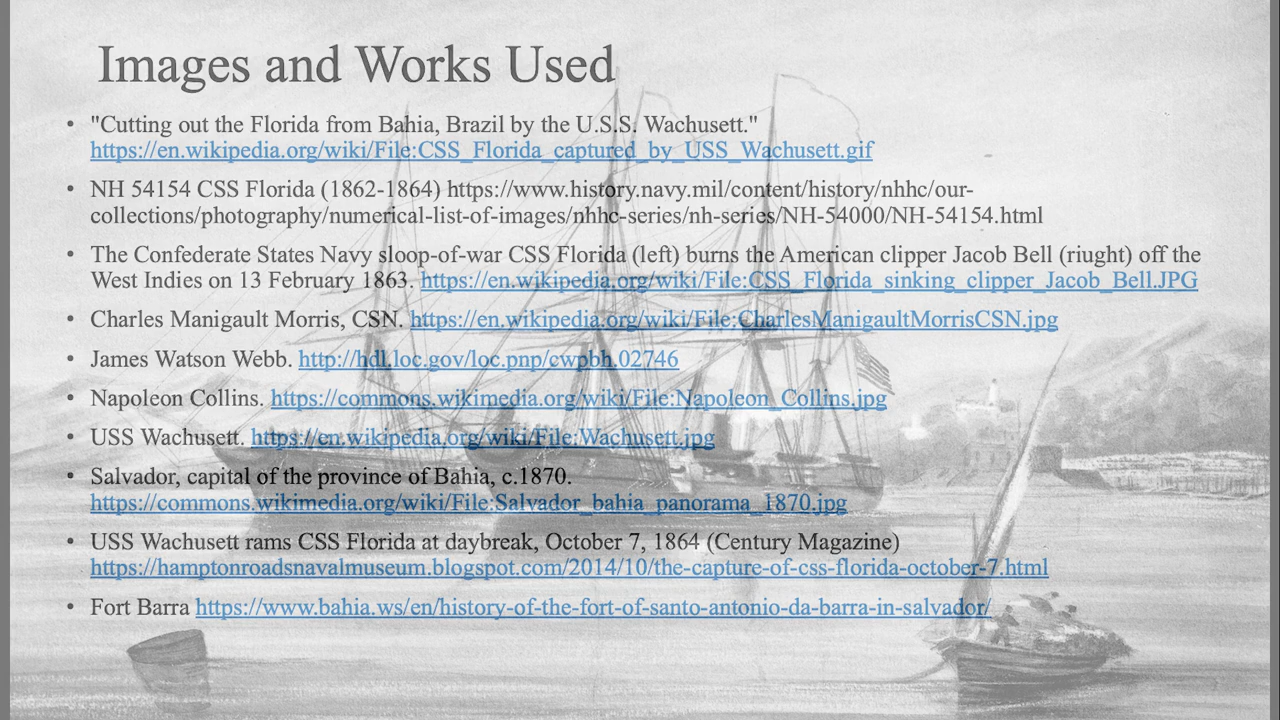 Images and Works Used
• "Cutting out the Florida from Bahia, Brazil by the U.S.S. Wachusett."
https://en.wikipedia.org/wiki/File:CSS_Florida_captured_by_USS_Wachusett.gif
• NH 54154 CSS Florida (1862-1864) https://www.history.navy.mil/content/history/nhhc/our-
collections/photography/numerical-list-of-images/nhhc-series/nh-series/NH-54000/NH-54154.html
• The Confederate States Navy sloop-of-war CSS Florida (left) burns the American clipper Jacob Bell (riught) off the
West Indies on 13 February 1863. https://en.wikipedia.org/wiki/File:CSS_Florida_sinking_clipper_Jacob_Bell.JPG
• Charles Manigault Morris, CSN. https://en.wikipedia.org/wiki/File:CharlesManigaultMorrisCSN.jpg
• James Watson Webb. http://hdl.loc.gov/loc.pnp/cwpbh.02746
• Napoleon Collins. https://commons.wikimedia.org/wiki/File:Napoleon_Collins.jpg
• USS Wachusett. https://en.wikipedia.org/wiki/File:Wachusett.jpg
• Salvador, capital of the province of Bahia, c.1870.
https://commons.wikimedia.org/wiki/File:Salvador_bahia_panorama_1870.jpg
• USS Wachusett rams CSS Florida at daybreak, October 7, 1864 (Century Magazine)
https://hamptonroadsnavalmuseum.blogspot.com/2014/10/the-capture-of-css-florida-october-7.html
• Fort Barra https://www.bahia.ws/en/history-of-the-fort-of-santo-antonio-da-barra-in-salvador/